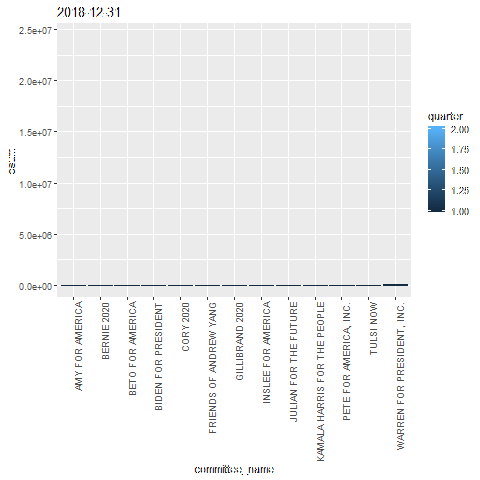 2018-12-31
2.5e+07
2.0e+07
1.5e+07
1.0e+07
5.0e+06
0.0e+00
AMY FOR AMERICA
BERNIE 2020
BETO FOR AMERICA
BIDEN FOR PRESIDENT
CORY 2020
FRIENDS OF ANDREW YANG
GILLIBRAND 2020
INSLEE FOR AMERICA
JULIAN FOR THE FUTURE
KAMALA HARRIS FOR THE PEOPLE
PETE FOR AMERICA, INC.
TULSI NOW
WARREN FOR PRESIDENT, INC.
committee_name
quarter
2.00
1.75
1.50
1.25
1.00